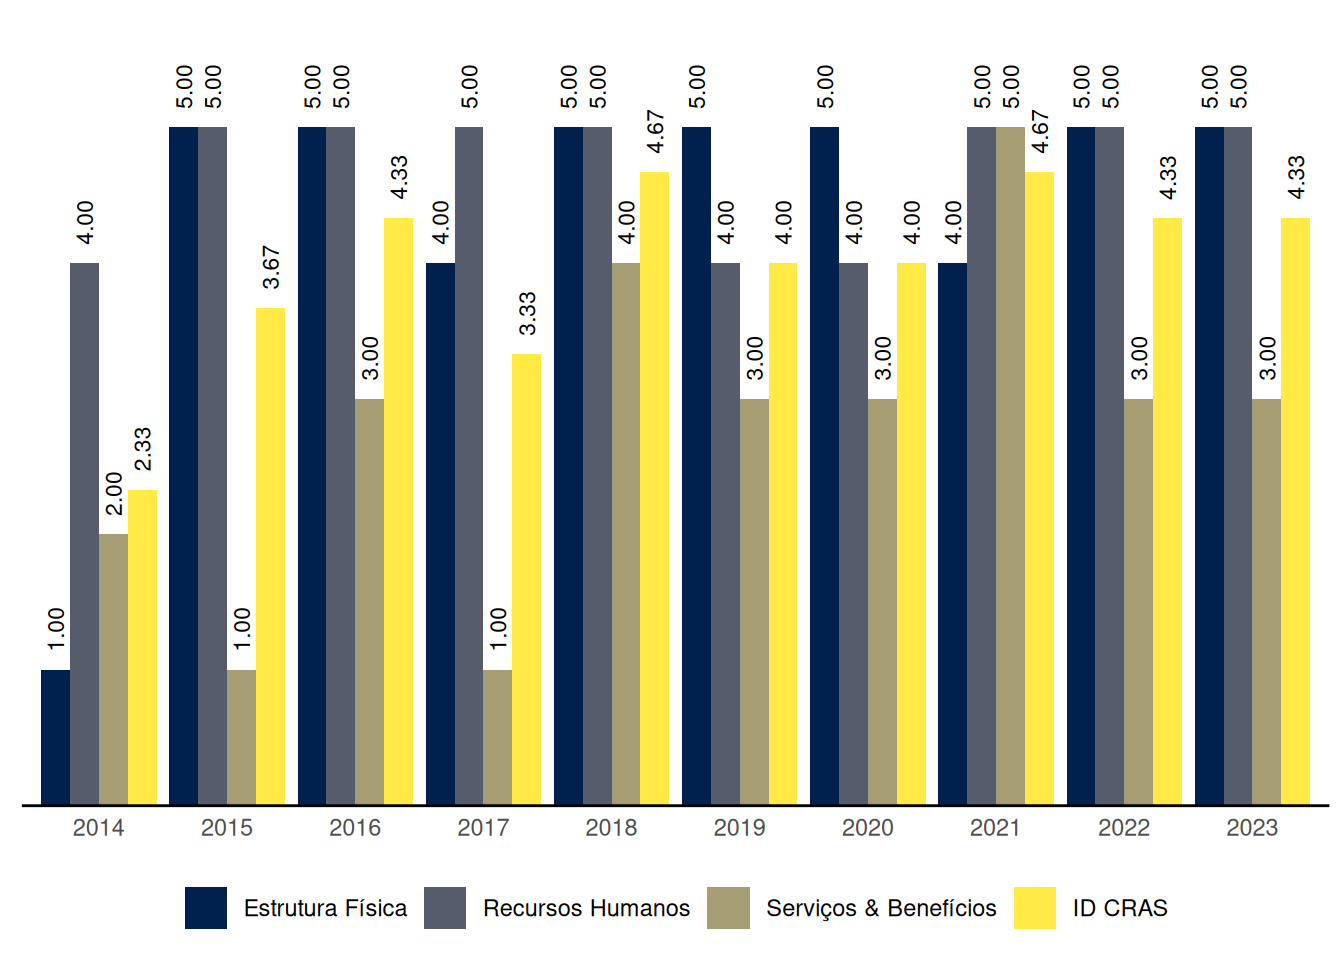 5.00 5.00 5.00 5.00 5.00 5.00 5.00 5.00 5.00 5.00 5.00 5.00 5.00 5.00 5.00
4.67 4.67
4.33 4.33 4.33
4.00 4.00 4.00 4.00 4.00 4.00 4.00 4.00
3.67
3.33
3.00 3.00 3.00 3.00 3.00
2.33
2.00
1.00 1.00 1.00
2014 2015 2016 2017 2018 2019 2020 2021 2022 2023
Estrutura Física Recursos Humanos Serviços & Benefícios ID CRAS